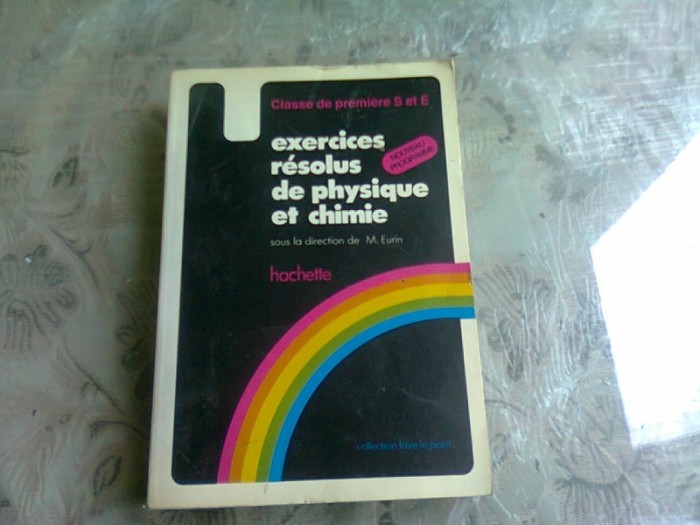 Classe de première S et E
exercices
résolus
de physique
et chimie
NOUVEAU
PROGRAMME
sous la direction de M. Eurin
hachette
collection faire le point